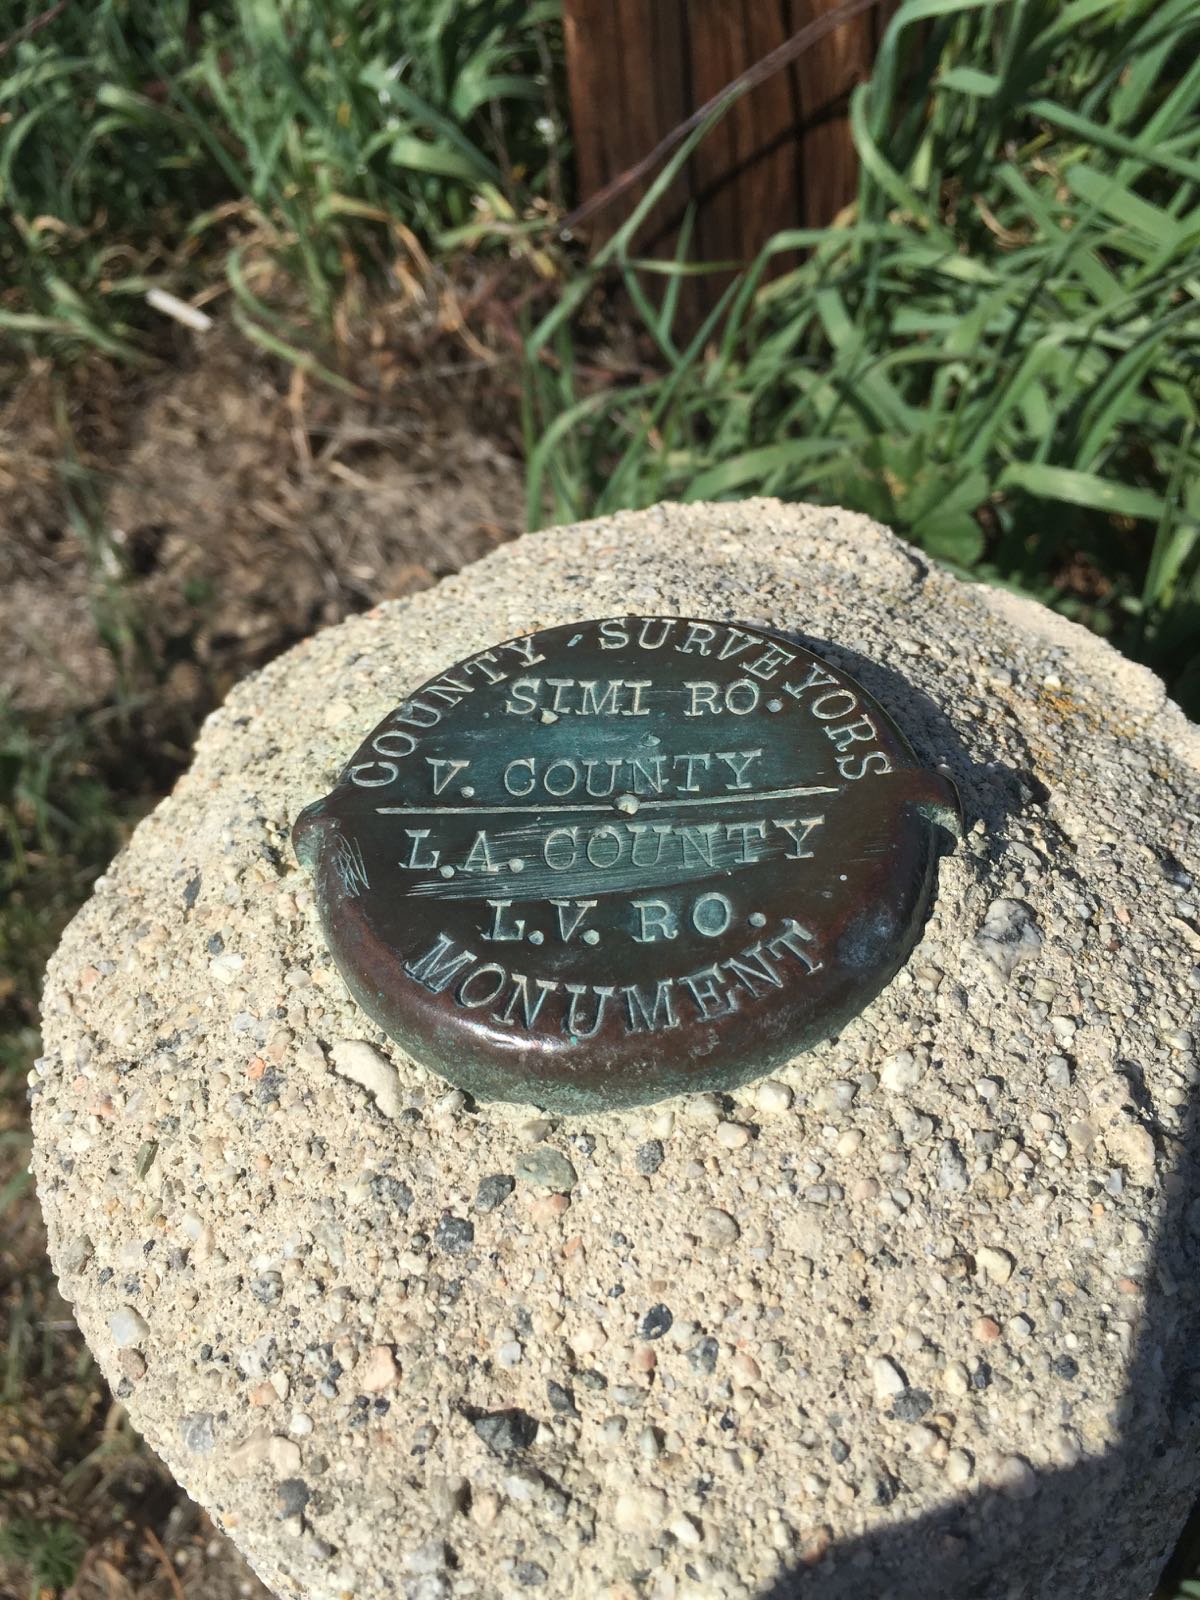 COUNTY SURVEYORS
SIMI RO.
V. COUNTY
L.A. COUNTY
L.V. RO.
MONUMENT